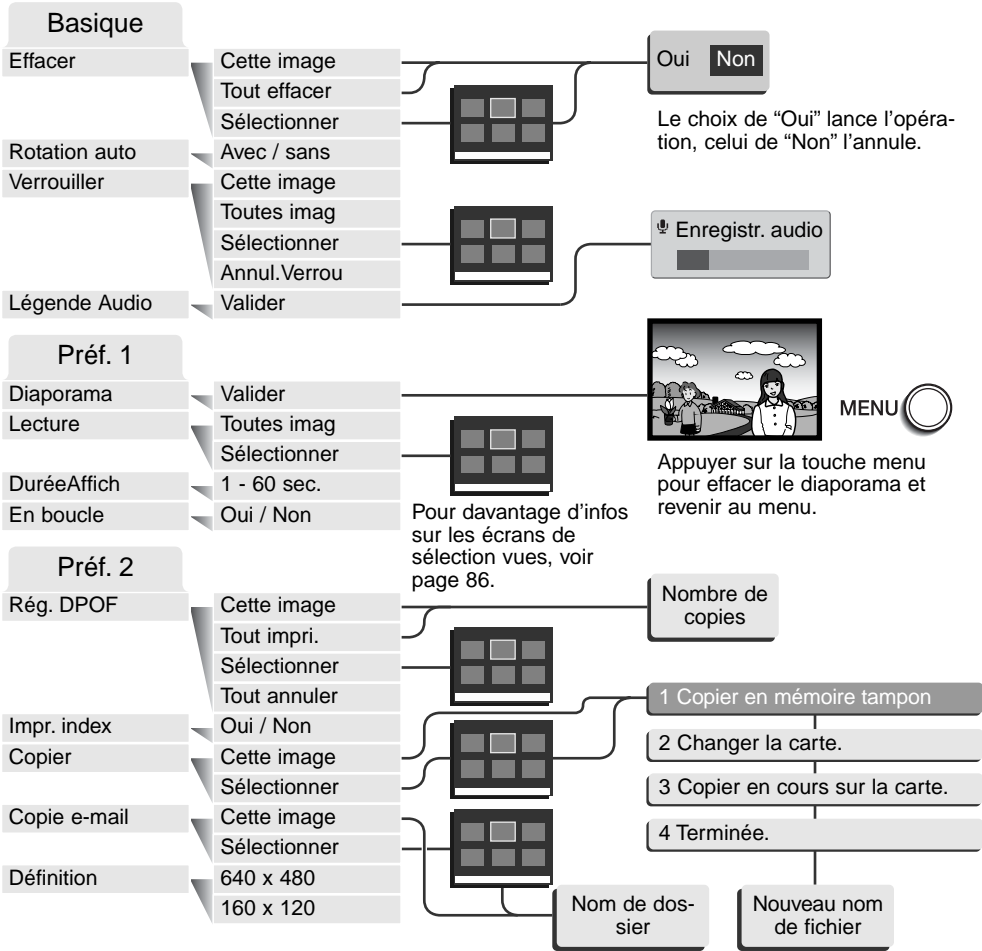 Basique
Effacer
Cette image
Tout effacer
Sélectionner
Oui Non
Le choix de “Oui” lance l’opéra-
tion, celui de “Non” l’annule.
Rotation auto
Avec / sans
Verrouiller
Cette image
Toutes imag
Sélectionner
Annul.Verrou
Enregistr. audio
Légende Audio
Valider
Préf. 1
Diaporama
Valider
MENU
Appuyer sur la touche menu
pour effacer le diaporama et
revenir au menu.
Lecture
Toutes imag
Sélectionner
DuréeAffich
1 - 60 sec.
En boucle
Oui / Non
Pour davantage d’infos
sur les écrans de
sélection vues, voir
page 86.
Préf. 2
Rég. DPOF
Cette image
Tout impri.
Sélectionner
Tout annuler
Nombre de
copies
Impr. index
Oui / Non
Copier
Cette image
Sélectionner
1 Copier en mémoire tampon
2 Changer la carte.
3 Copier en cours sur la carte.
4 Terminée.
Nouveau nom
de fichier
Copie e-mail
Cette image
Sélectionner
Nom de dos-
sier
Définition
640 x 480
160 x 120